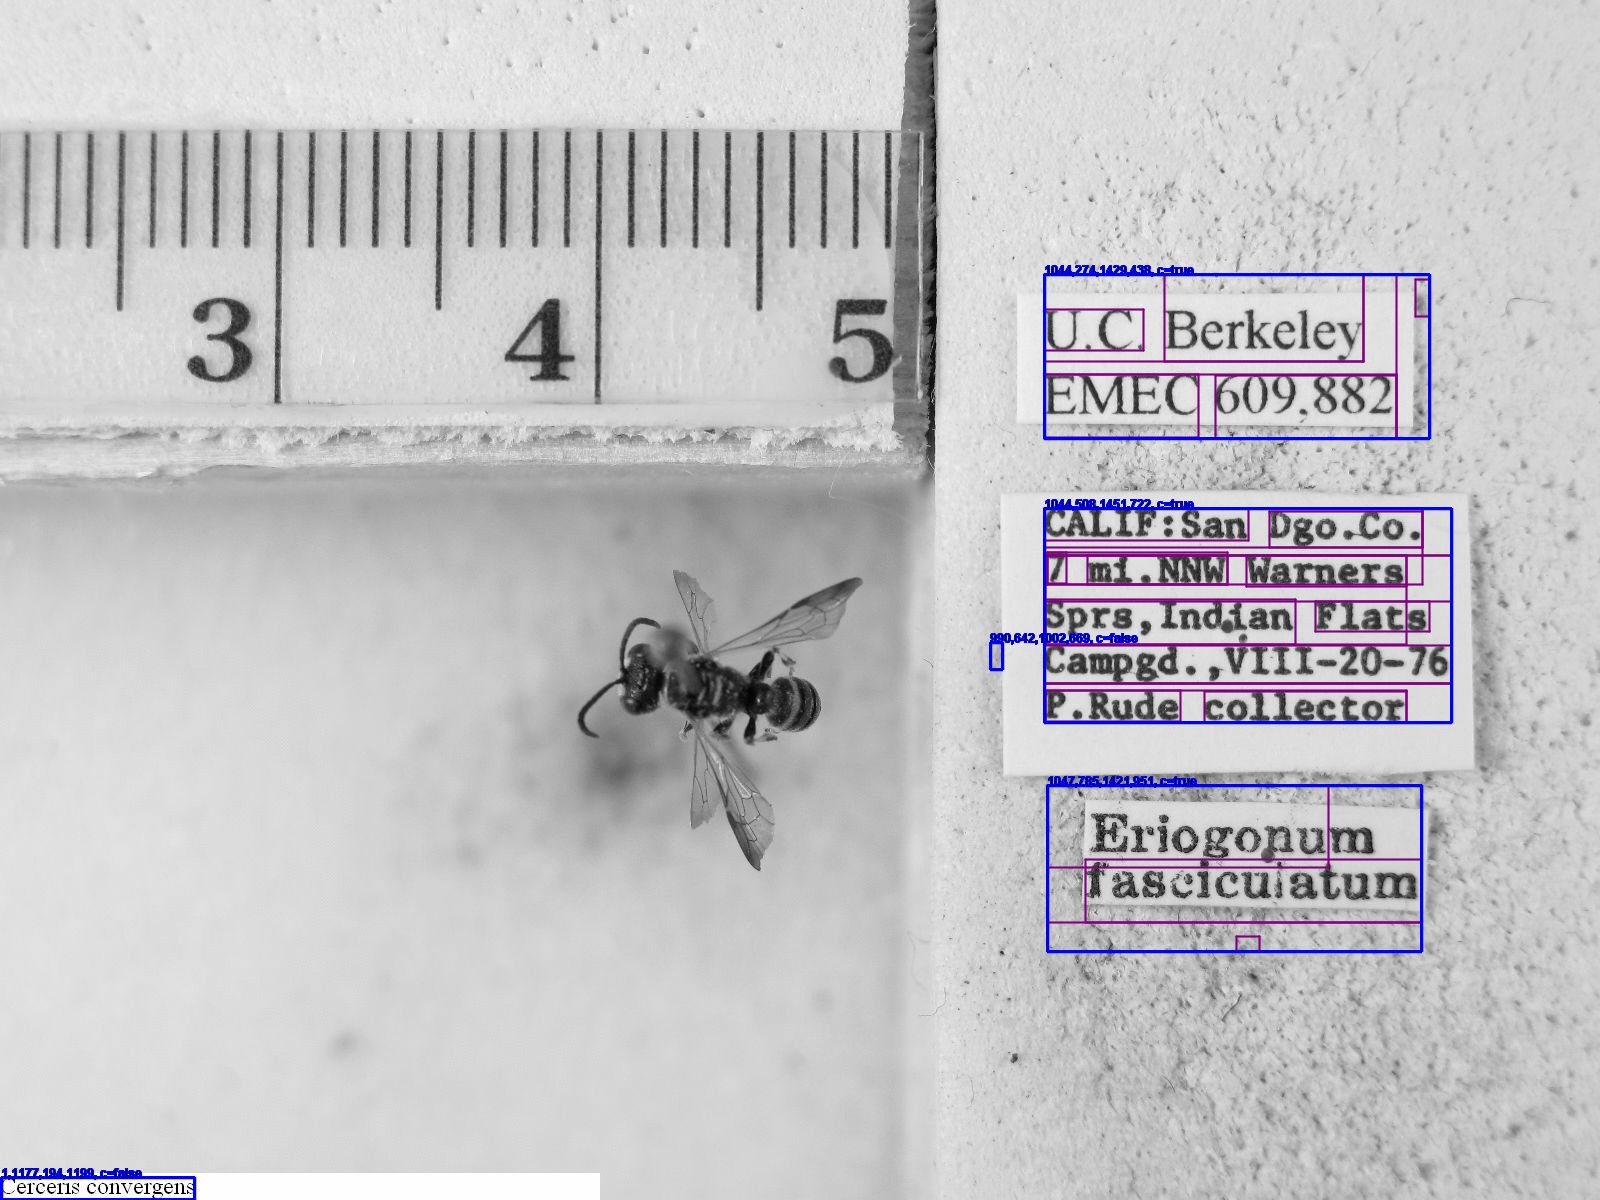 3 4 5
1044,274,1429,438, c=true
U.C. Berkeley
EMEC 609,882
1044,508,1451,722, c=true
CALIF:San Dgo.Co.
7 mi.NNW Warners
Sprs,Indian Flats
990,642,1002,669, c=false
Campgd.,VIII-20-76
P.Rude collector
1047,785,1421,951, c=true
Eriogonum
fasciculatum
1,1177,194,1199, c=false
Cerceris convergens